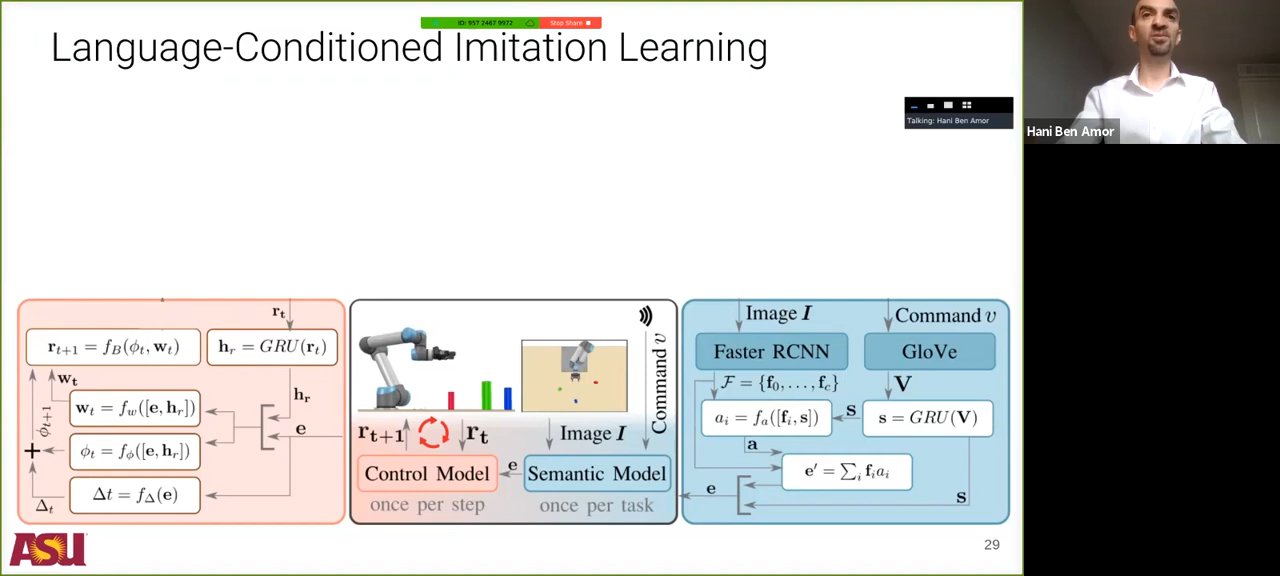 ID: 957 2467 9972 Stop Share
Language-Conditioned Imitation Learning
Talking: Hani Ben Amor
Hani Ben Amor
r_t
r_{t+1} = f_B(ϕ_t, w_t)
h_r = GRU(r_t)
w_t
h_r
w_t = f_w([e, h_r])
ϕ_{t+1}
e
+
ϕ_t = f_ϕ([e, h_r])
Δt = f_Δ(e)
Δ_t
Command v
r_{t+1}
r_t
Image I
Control Model
e
Semantic Model
once per step
once per task
Image I
Command v
Faster RCNN
GloVe
F = {f_0, . . . , f_c}
V
a_i = f_a([f_i, s])
s
s = GRU(V)
a
e′ = ∑_i f_i a_i
e
s
ASU
29